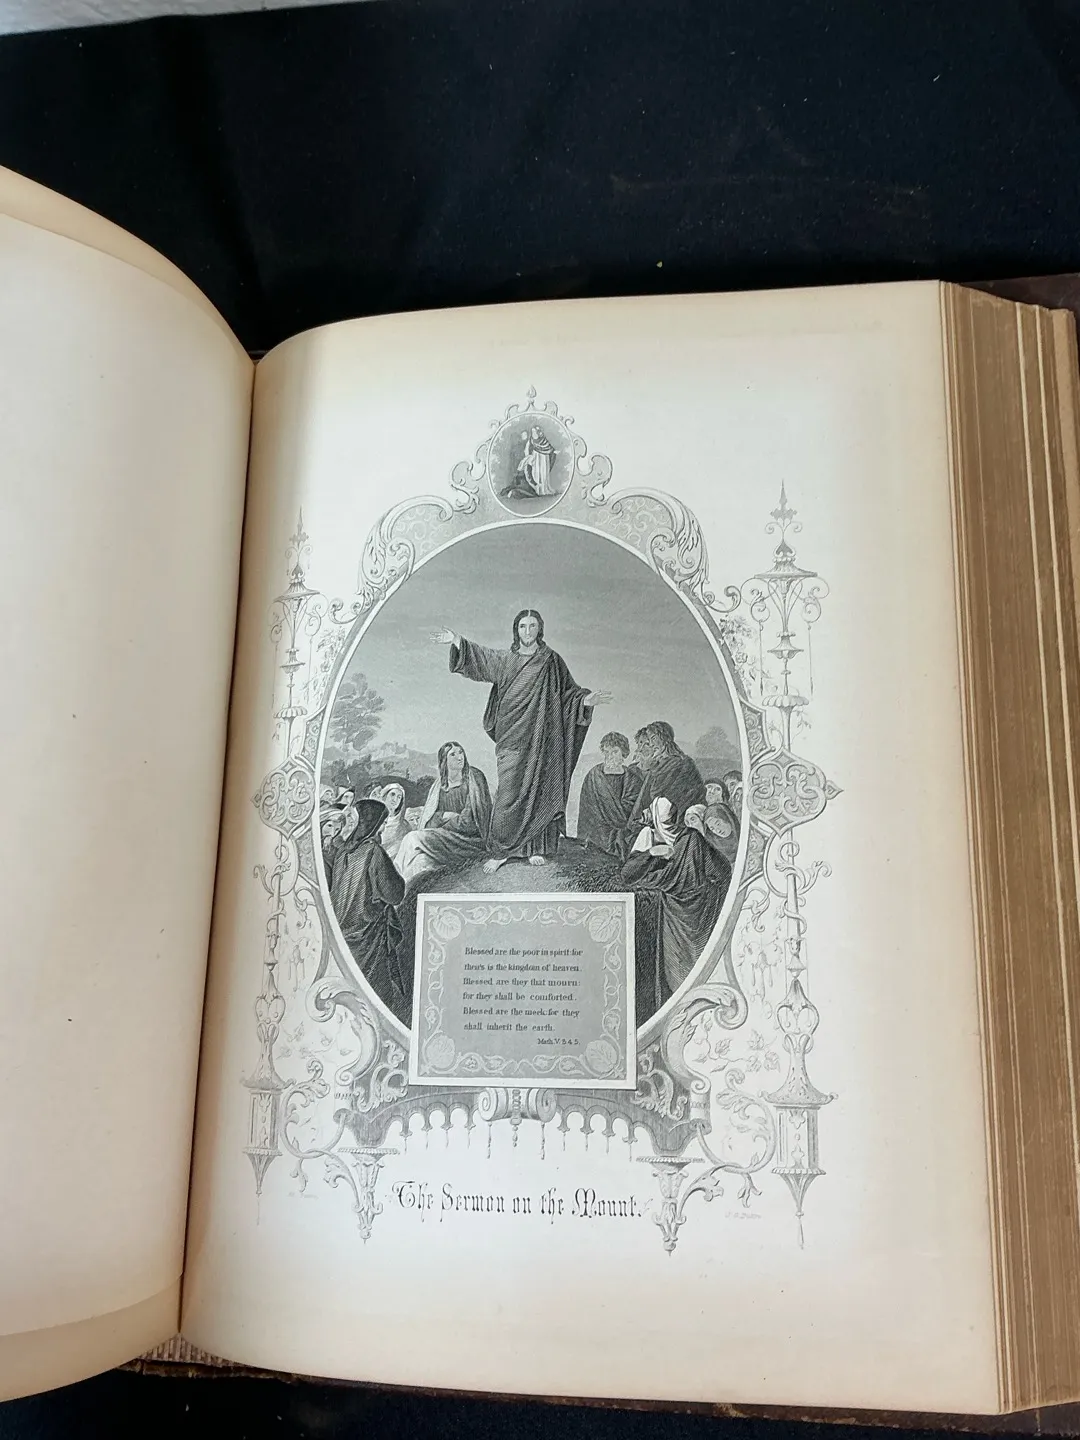 Blessed are the poor in spirit: for
theirs is the kingdom of heaven.
Blessed are they that mourn:
for they shall be comforted.
Blessed are the meek: for they
shall inherit the earth.
Math. V. 3.4.5.
The Sermon on the Mount.